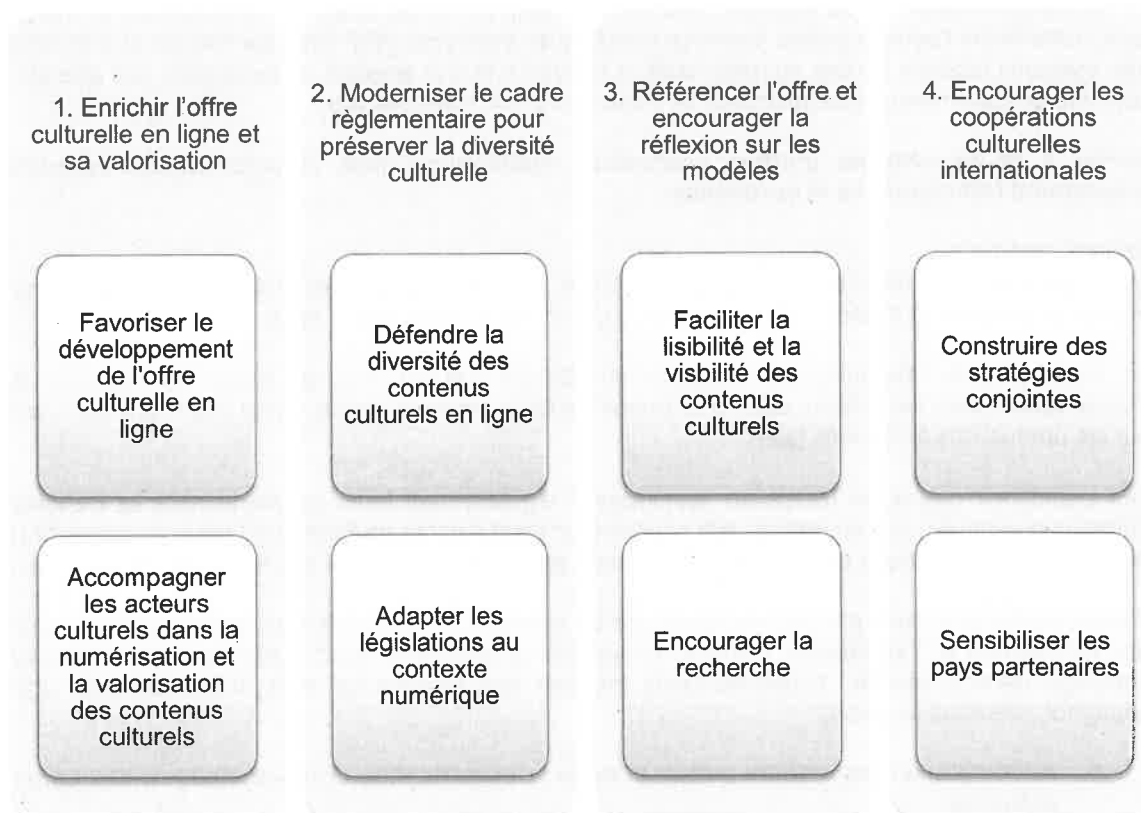 1. Enrichir l'offre
culturelle en ligne et
sa valorisation
Favoriser le
développement
de l'offre
culturelle en
ligne
Accompagner
les acteurs
culturels dans la
numérisation et
la valorisation
des contenus
culturels
2. Moderniser le cadre
règlementaire pour
préserver la diversité
culturelle
Défendre la
diversité des
contenus
culturels en ligne
Adapter les
législations au
contexte
numérique
3. Référencer l'offre et
encourager la
réflexion sur les
modèles
Faciliter la
lisibilité et la
visbilité des
contenus
culturels
Encourager la
recherche
4. Encourager les
coopérations
culturelles
internationales
Construire des
stratégies
conjointes
Sensibiliser les
pays partenaires